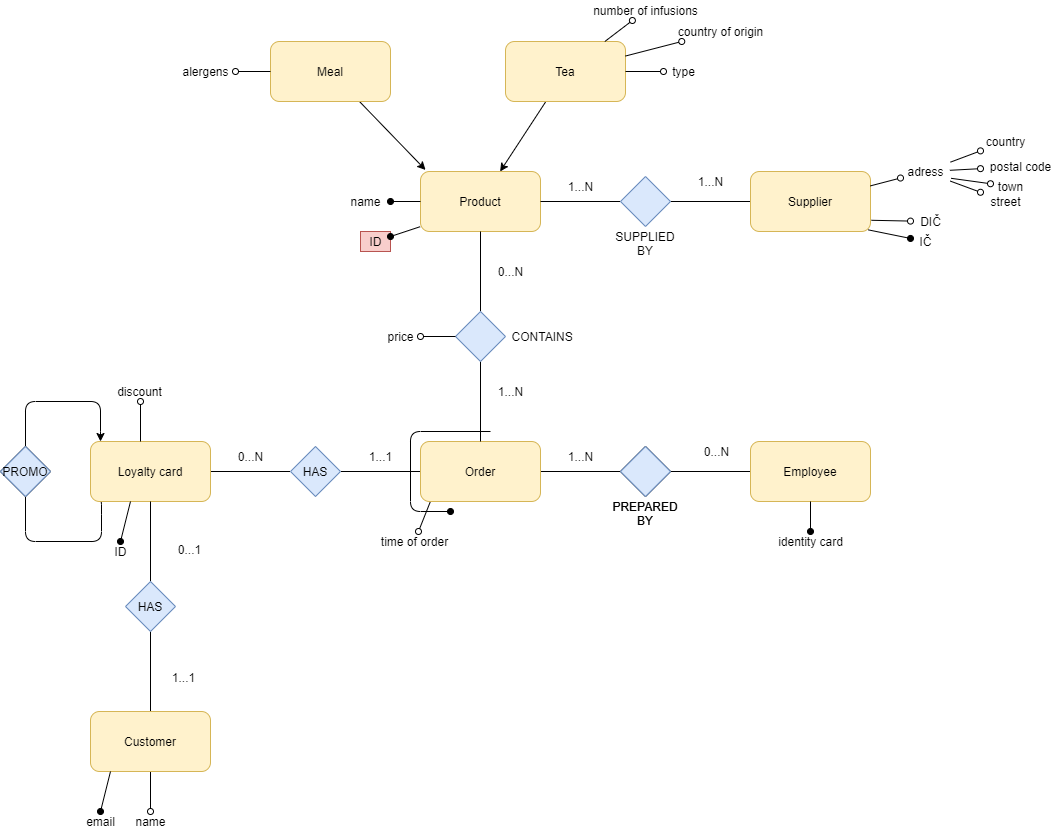 number of infusions
country of origin
alergens
Meal
Tea
type
country
adress
postal code
town
street
name
Product
1...N
1...N
Supplier
ID
SUPPLIED
BY
DIČ
IČ
0...N
price
CONTAINS
discount
1...N
PROMO
Loyalty card
0...N
HAS
1...1
Order
1...N
0...N
Employee
PREPARED
BY
ID
0...1
time of order
identity card
HAS
1...1
Customer
email
name